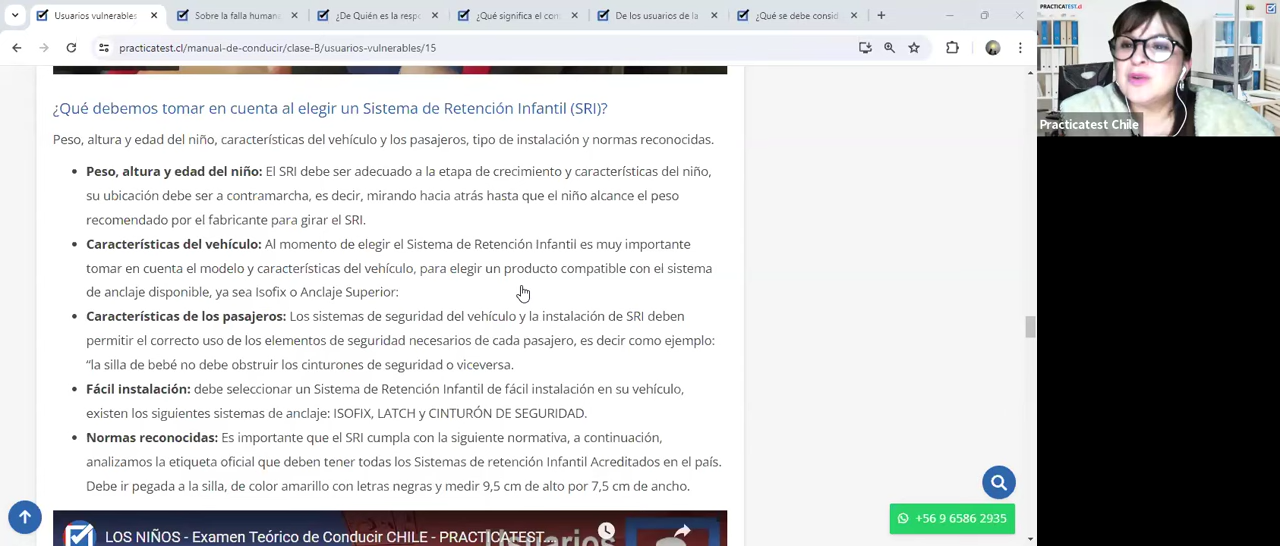 Usuarios vulnerables
Sobre la falla humana
¿De Quién es la resp
¿Qué significa el con
De los usuarios de la
¿Qué se debe consid
practicatest.cl/manual-de-conducir/clase-B/usuarios-vulnerables/15
PRACTICATEST.cl
Practicatest Chile
¿Qué debemos tomar en cuenta al elegir un Sistema de Retención Infantil (SRI)?
Peso, altura y edad del niño, características del vehículo y los pasajeros, tipo de instalación y normas reconocidas.
• Peso, altura y edad del niño: El SRI debe ser adecuado a la etapa de crecimiento y características del niño,
su ubicación debe ser a contramarcha, es decir, mirando hacia atrás hasta que el niño alcance el peso
recomendado por el fabricante para girar el SRI.
• Características del vehículo: Al momento de elegir el Sistema de Retención Infantil es muy importante
tomar en cuenta el modelo y características del vehículo, para elegir un producto compatible con el sistema
de anclaje disponible, ya sea Isofix o Anclaje Superior:
• Características de los pasajeros: Los sistemas de seguridad del vehículo y la instalación de SRI deben
permitir el correcto uso de los elementos de seguridad necesarios de cada pasajero, es decir como ejemplo:
“la silla de bebé no debe obstruir los cinturones de seguridad o viceversa.
• Fácil instalación: debe seleccionar un Sistema de Retención Infantil de fácil instalación en su vehículo,
existen los siguientes sistemas de anclaje: ISOFIX, LATCH y CINTURÓN DE SEGURIDAD.
• Normas reconocidas: Es importante que el SRI cumpla con la siguiente normativa, a continuación,
analizamos la etiqueta oficial que deben tener todas los Sistemas de retención Infantil Acreditados en el país.
Debe ir pegada a la silla, de color amarillo con letras negras y medir 9,5 cm de alto por 7,5 cm de ancho.
+56 9 6586 2935
LOS NIÑOS - Examen Teórico de Conducir CHILE - PRACTICATEST...
Usuarios